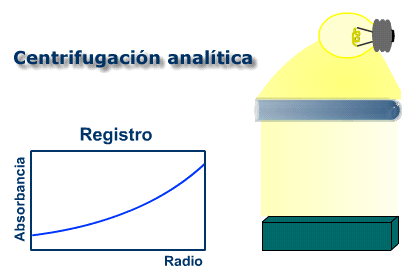 Centrifugación analítica
Registro
Absorbancia
Radio